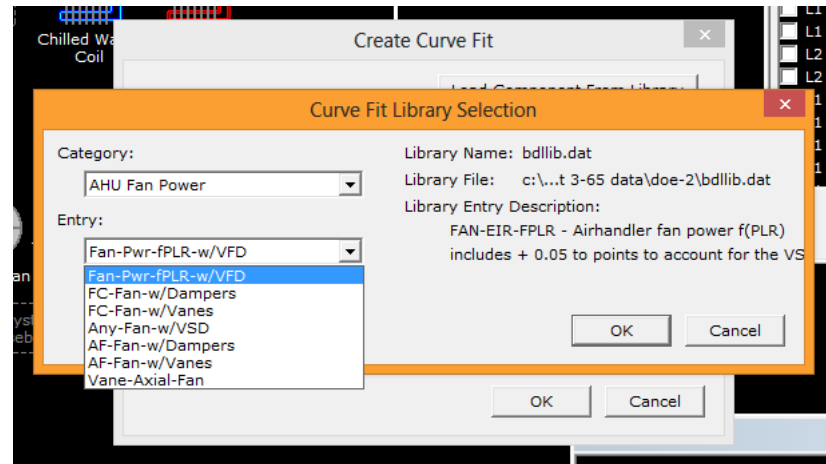 Chilled Wa
Coil
Create Curve Fit
L1
L1
L2
L2
Load Component From Library
Curve Fit Library Selection
Category:
AHU Fan Power
Entry:
Fan-Pwr-fPLR-w/VFD
Fan-Pwr-fPLR-w/VFD
FC-Fan-w/Dampers
FC-Fan-w/Vanes
Any-Fan-w/VSD
AF-Fan-w/Dampers
AF-Fan-w/Vanes
Vane-Axial-Fan
Library Name: bdllib.dat
Library File: c:\...t 3-65 data\doe-2\bdllib.dat
Library Entry Description:
FAN-EIR-FPLR - Airhandler fan power f(PLR)
includes + 0.05 to points to account for the VS
OK
Cancel
OK
Cancel